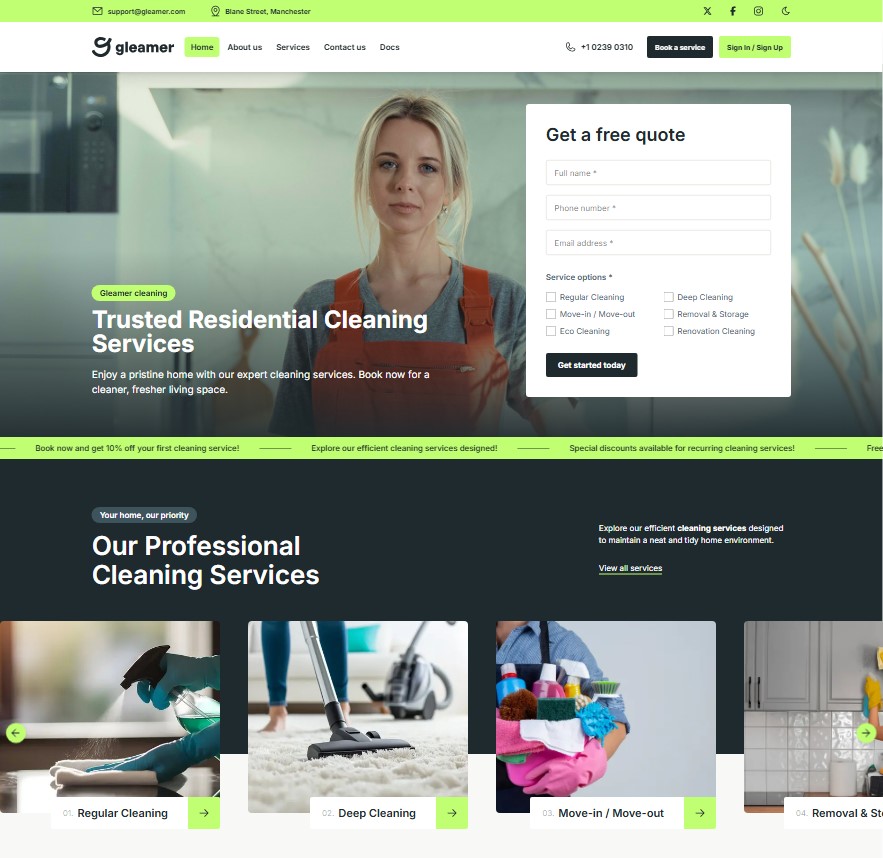 support@gleamer.com
Blane Street, Manchester
gleamer
Home
About us
Services
Contact us
Docs
+1 0239 0310
Book a service
Sign In / Sign Up
Get a free quote
Full name *
Phone number *
Email address *
Service options *
Regular Cleaning
Deep Cleaning
Move-in / Move-out
Removal & Storage
Eco Cleaning
Renovation Cleaning
Get started today
Gleamer cleaning
Trusted Residential Cleaning
Services
Enjoy a pristine home with our expert cleaning services. Book now for a
cleaner, fresher living space.
Book now and get 10% off your first cleaning service!
Explore our efficient cleaning services designed!
Special discounts available for recurring cleaning services!
Free
Your home, our priority
Our Professional
Cleaning Services
Explore our efficient cleaning services designed
to maintain a neat and tidy home environment.
View all services
01. Regular Cleaning
02. Deep Cleaning
03. Move-in / Move-out
04. Removal & Sto